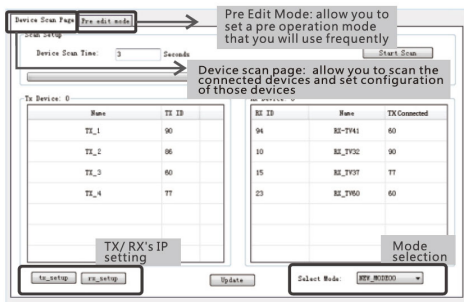 Device Scan Page Pre edit mode
Pre Edit Mode: allow you to
set a pre operation mode
that you will use frequently
Scan Setup
Device Scan Time: 3 Seconds
Start Scan
Device scan page: allow you to scan the
connected devices and set configuration
of those devices
Tx Device: 0
Rx Device: 0
Name TX ID
RX ID Name TX Connected
TX_1 90
94 RX-TV41 60
TX_2 86
10 RX_TV32 90
TX_3 60
15 RX_TV37 77
TX_4 77
23 RX_TV60 60
TX/ RX's IP
setting
Mode
selection
tx_setup rx_setup Update Select Mode: NEW_MODE00